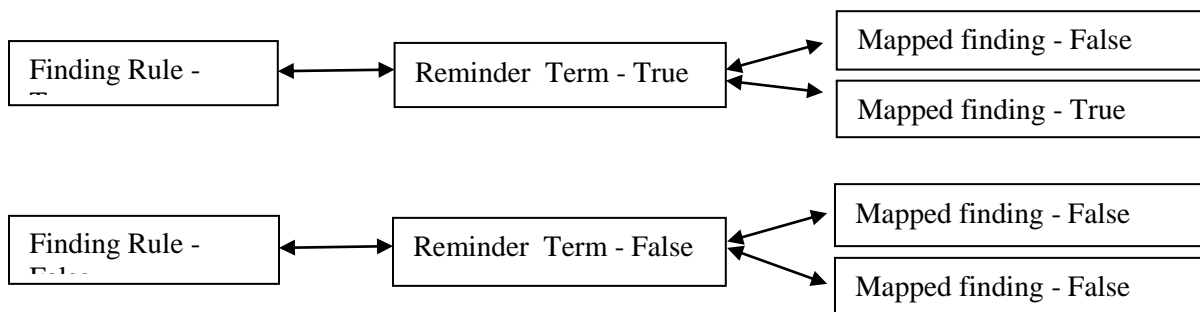 Finding Rule -
Reminder  Term - True
Mapped finding - False
Mapped finding - True
Finding Rule -
Reminder  Term - False
Mapped finding - False
Mapped finding - False